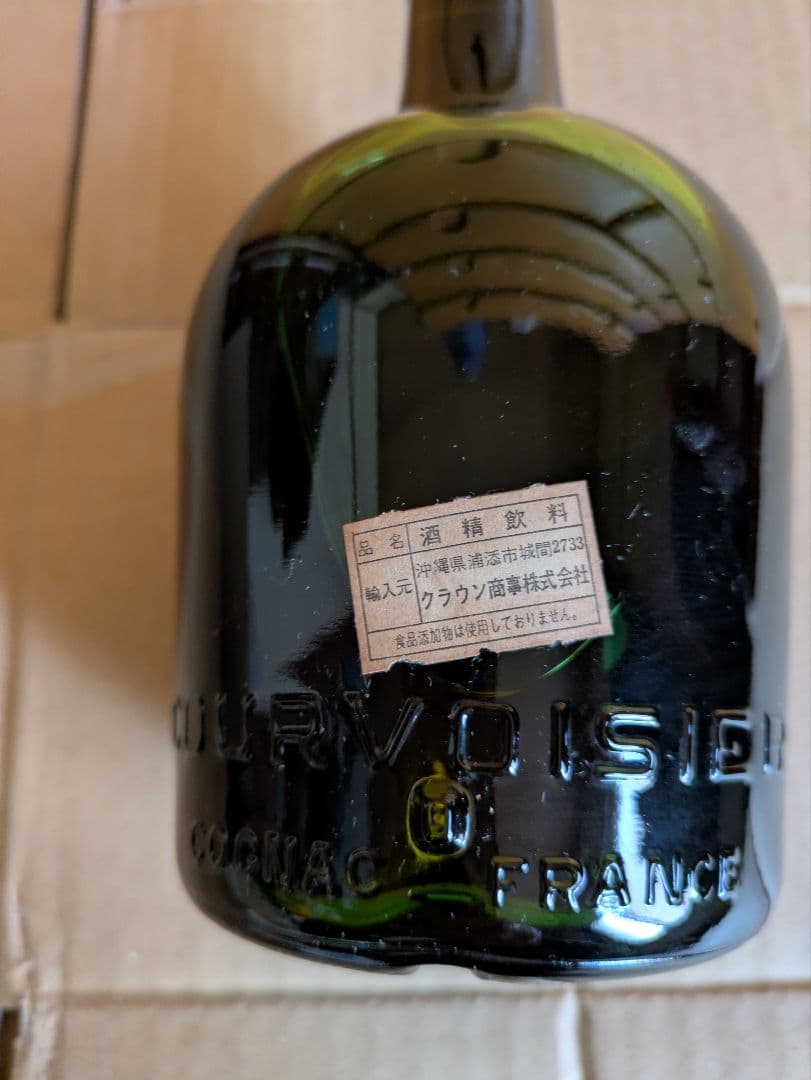 品名 酒精飲料
輸入元 沖縄県浦添市城間2733
クラウン商事株式会社
食品添加物は使用しておりません。
COURVOISIER
COGNAC FRANCE